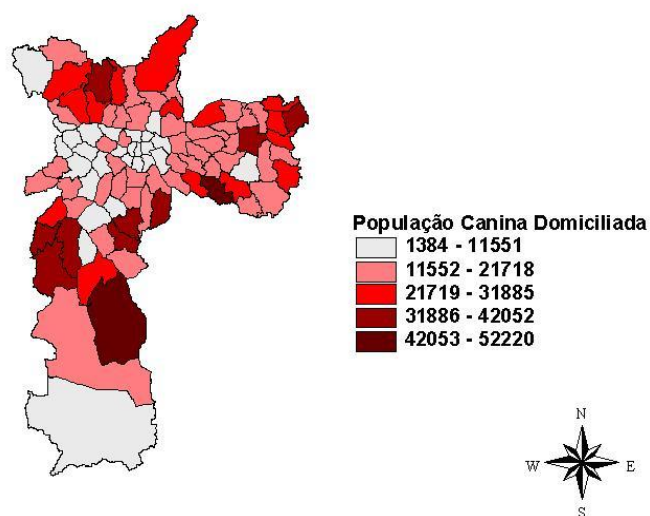 População Canina Domiciliada
1384 - 11551
11552 - 21718
21719 - 31885
31886 - 42052
42053 - 52220
N
W E
S